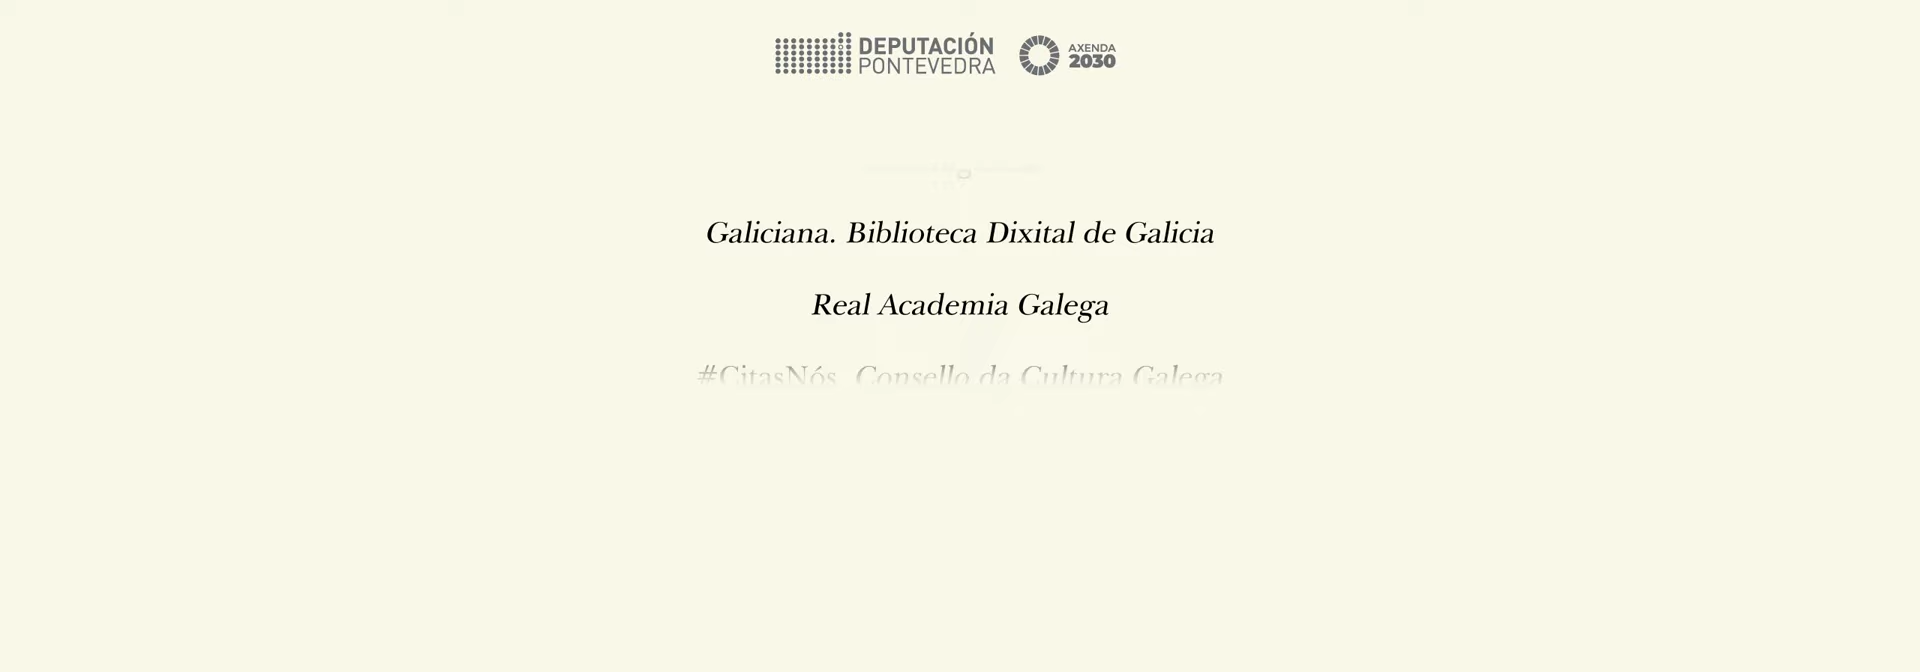 DEPUTACIÓN
PONTEVEDRA
AXENDA
2030
Galiciana. Biblioteca Dixital de Galicia
Real Academia Galega
#CitasNós. Consello da Cultura Galega